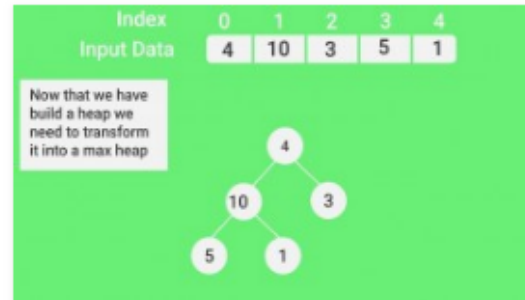 Index 0 1 2 3 4
Input Data 4 10 3 5 1
Now that we have
build a heap we
need to transform
it into a max heap
4
10 3
5 1